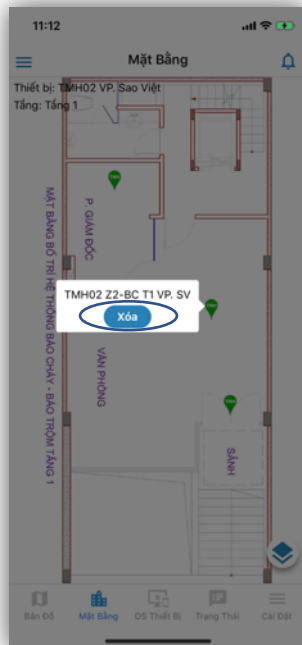 11:12
Mặt Bằng
Thiết bị: TMH02 VP. Sao Việt
Tầng: Tầng 1
P. GIÁM ĐỐC
MẶT BẰNG BỐ TRÍ HỆ THỐNG BÁO CHÁY - BÁO TRỘM TẦNG 1
TMH02 Z2-BC T1 VP. SV
Xóa
VĂN PHÒNG
SẢNH
Bản Đồ
Mặt Bằng
DS Thiết Bị
Trạng Thái
Cài Đặt